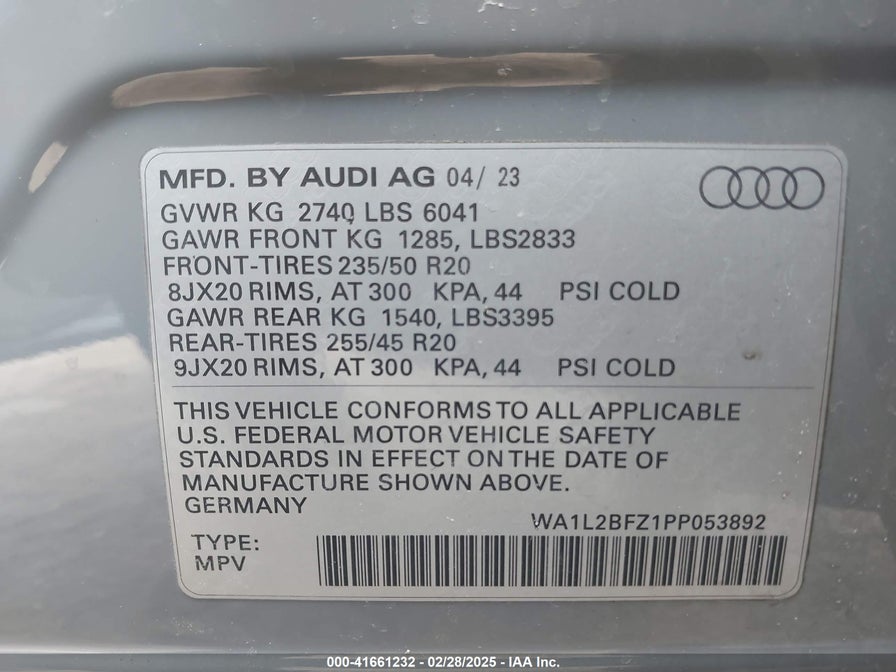 MFD. BY AUDI AG 04/ 23
GVWR KG 2740 LBS 6041
GAWR FRONT KG 1285, LBS2833
FRONT-TIRES 235/50 R20
8JX20 RIMS, AT 300 KPA, 44 PSI COLD
GAWR REAR KG 1540, LBS3395
REAR-TIRES 255/45 R20
9JX20 RIMS, AT 300 KPA, 44 PSI COLD
THIS VEHICLE CONFORMS TO ALL APPLICABLE
U.S. FEDERAL MOTOR VEHICLE SAFETY
STANDARDS IN EFFECT ON THE DATE OF
MANUFACTURE SHOWN ABOVE.
GERMANY
WA1L2BFZ1PP053892
TYPE:
MPV
000-41661232 - 02/28/2025 - IAA Inc.